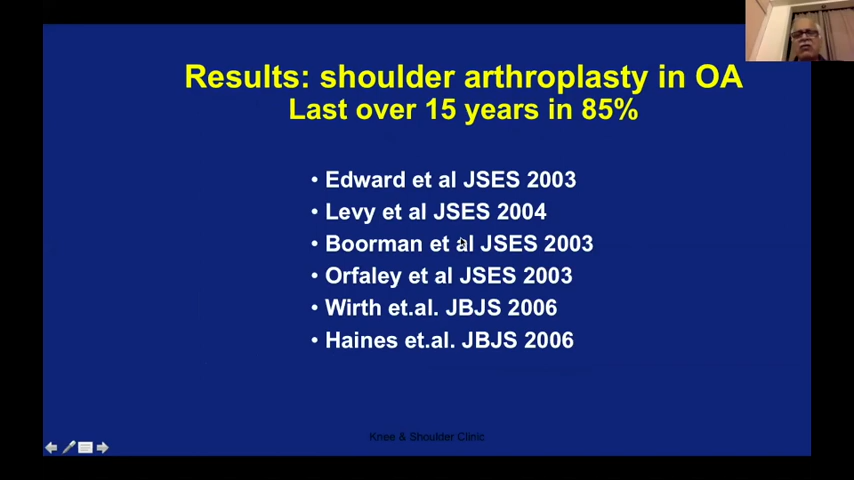 Results: shoulder arthroplasty in OA
Last over 15 years in 85%
• Edward et al JSES 2003
• Levy et al JSES 2004
• Boorman et al JSES 2003
• Orfaley et al JSES 2003
• Wirth et.al. JBJS 2006
• Haines et.al. JBJS 2006
Knee & Shoulder Clinic